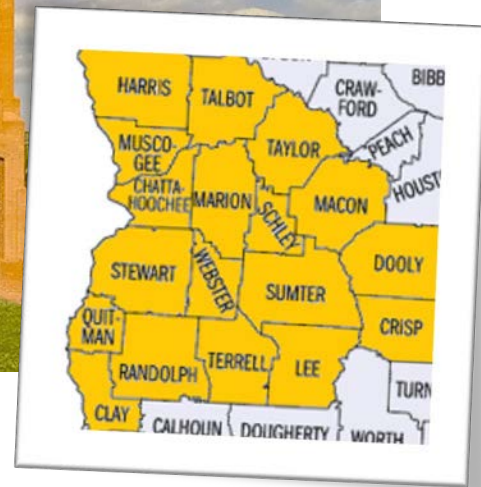 BIBB
HARRIS
TALBOT
CRAW-
FORD
MUSCO-
GEE
TAYLOR
PEACH
CHATTA-
HOOCHEE
MARION
SCHLEY
MACON
HOUST
STEWART
WEBSTER
SUMTER
DOOLY
QUIT-
MAN
CRISP
RANDOLPH
TERRELL
LEE
TURN
CLAY
CALHOUN
DOUGHERTY
WORTH